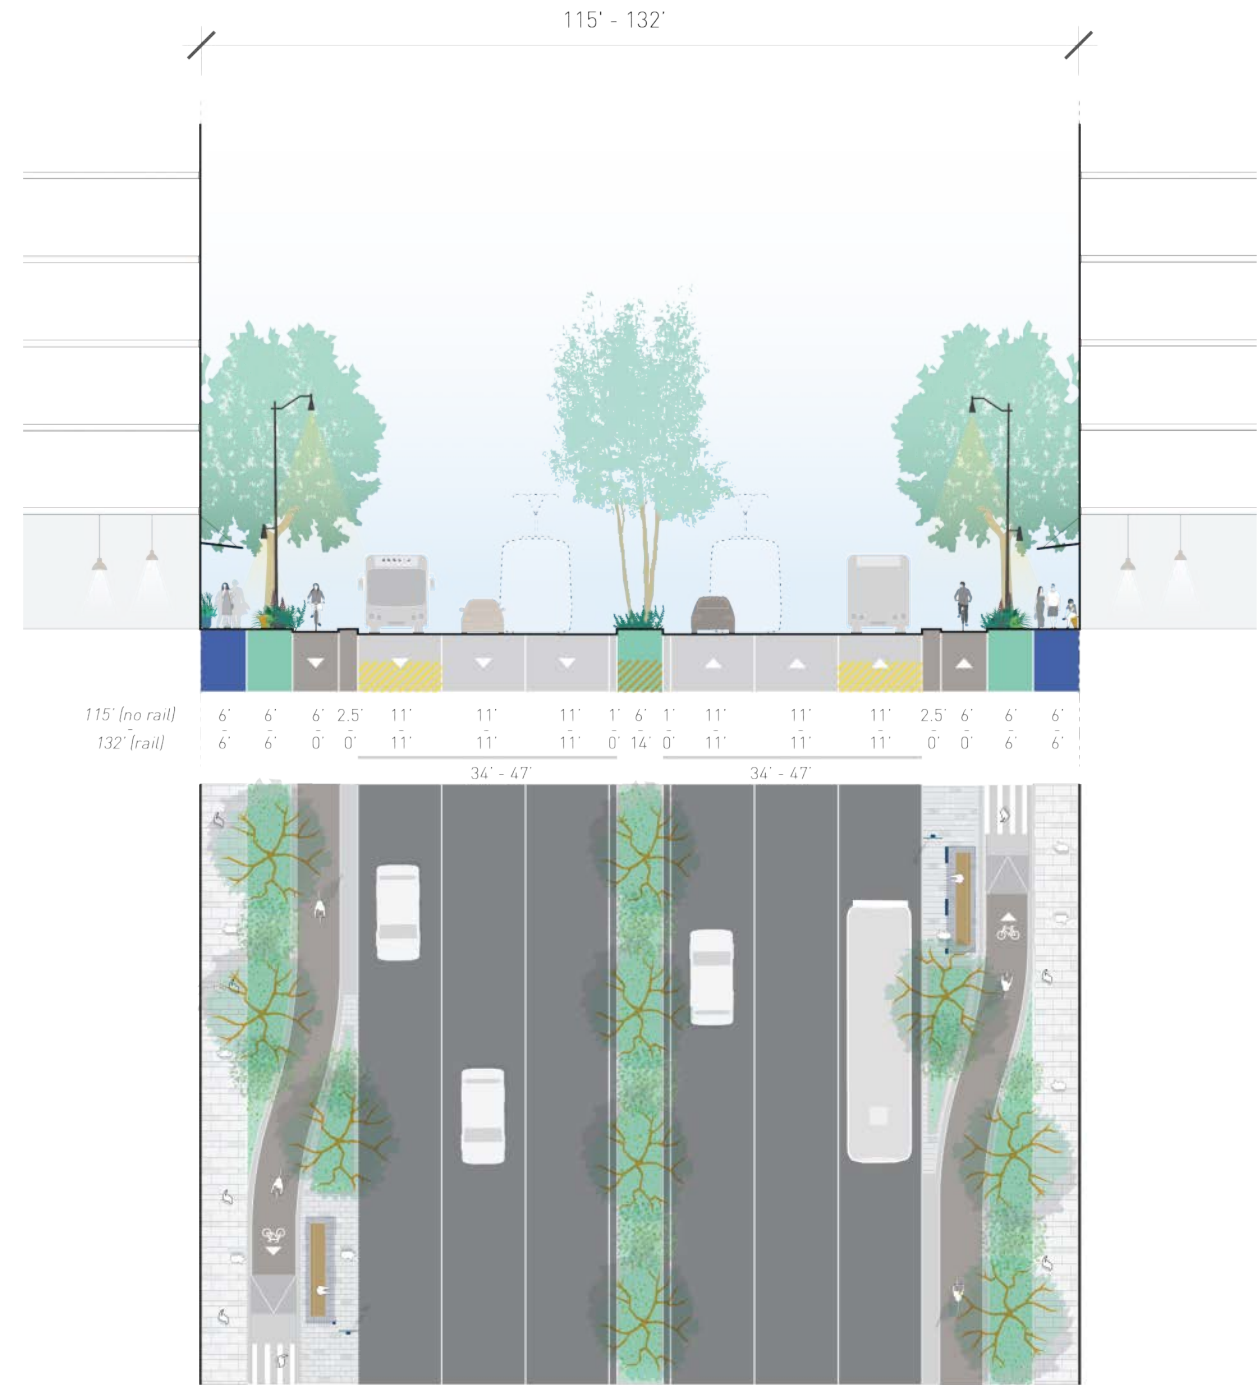 115' - 132'
115' (no rail) 6' 6' 6' 2.5' 11' 11' 11' 1' 6' 1' 11' 11' 11' 2.5' 6' 6' 6'
- - - - - - - - - - - - - - - - - -
132' (rail) 6' 6' 0' 0' 11' 11' 11' 0' 14' 0' 11' 11' 11' 0' 0' 6' 6'
34' - 47' 34' - 47'